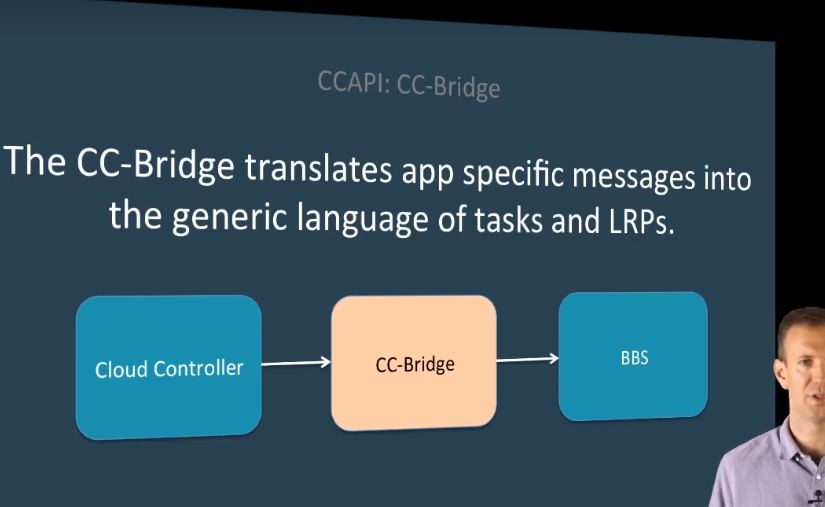 CCAPI: CC-Bridge
The CC-Bridge translates app specific messages into
the generic language of tasks and LRPs.
Cloud Controller
CC-Bridge
BBS